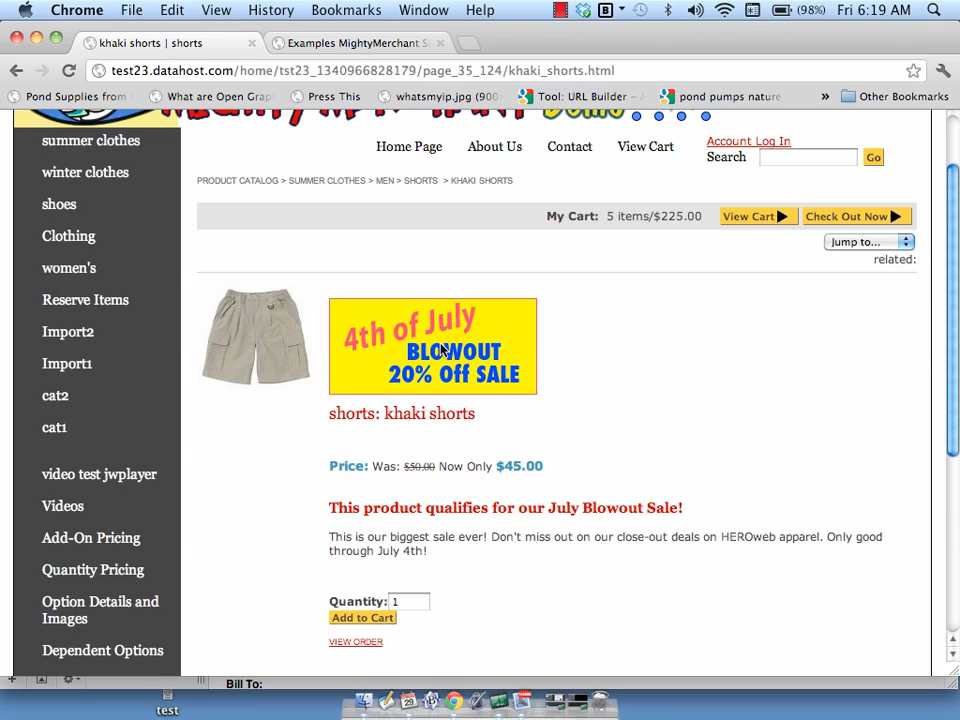 Chrome File Edit View History Bookmarks Window Help (98%) Fri 6:19 AM
khaki shorts | shorts
Examples MightyMerchant S
test23.datahost.com/home/tst23_1340966828179/page_35_124/khaki_shorts.html
Pond Supplies from What are Open Grap Press This whatsmyip.jpg (900 Tool: URL Builder - pond pumps nature » Other Bookmarks
Home Page About Us Contact View Cart
Account Log In
Search Go
PRODUCT CATALOG > SUMMER CLOTHES > MEN > SHORTS > KHAKI SHORTS
My Cart: 5 items/$225.00 View Cart Check Out Now
Jump to...
related:
summer clothes
winter clothes
shoes
Clothing
women's
Reserve Items
Import2
Import1
cat2
cat1
video test jwplayer
Videos
Add-On Pricing
Quantity Pricing
Option Details and
Images
Dependent Options
4th of July
BLOWOUT
20% Off SALE
shorts: khaki shorts
Price: Was: $50.00 Now Only $45.00
This product qualifies for our July Blowout Sale!
This is our biggest sale ever! Don't miss out on our close-out deals on HEROweb apparel. Only good
through July 4th!
Quantity: 1
Add to Cart
VIEW ORDER
Bill To:
test